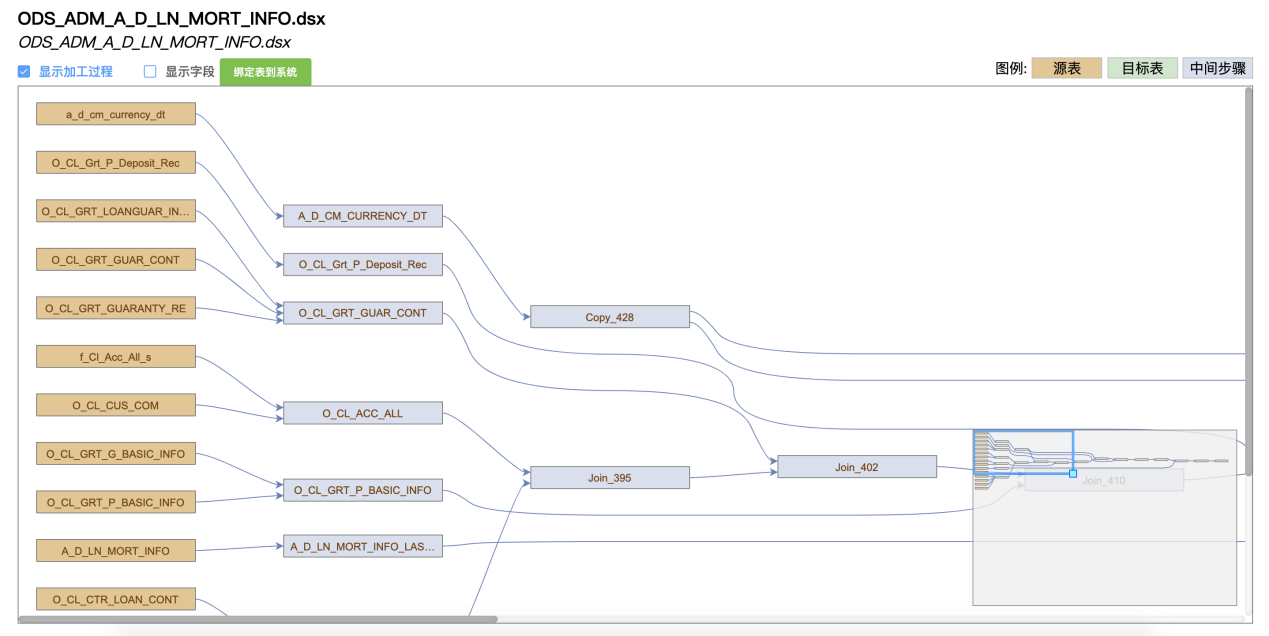 ODS_ADM_A_D_LN_MORT_INFO.dsx
ODS_ADM_A_D_LN_MORT_INFO.dsx
显示加工过程 显示字段 绑定表到系统
图例: 源表 目标表 中间步骤
a_d_cm_currency_dt
O_CL_Grt_P_Deposit_Rec
O_CL_GRT_LOANGUAR_IN...
A_D_CM_CURRENCY_DT
O_CL_GRT_GUAR_CONT
O_CL_Grt_P_Deposit_Rec
O_CL_GRT_GUARANTY_RE
O_CL_GRT_GUAR_CONT
Copy_428
f_Cl_Acc_All_s
O_CL_CUS_COM
O_CL_ACC_ALL
O_CL_GRT_G_BASIC_INFO
Join_402
Join_395
Join_410
O_CL_GRT_P_BASIC_INFO
O_CL_GRT_P_BASIC_INFO
A_D_LN_MORT_INFO
A_D_LN_MORT_INFO_LAS...
O_CL_CTR_LOAN_CONT